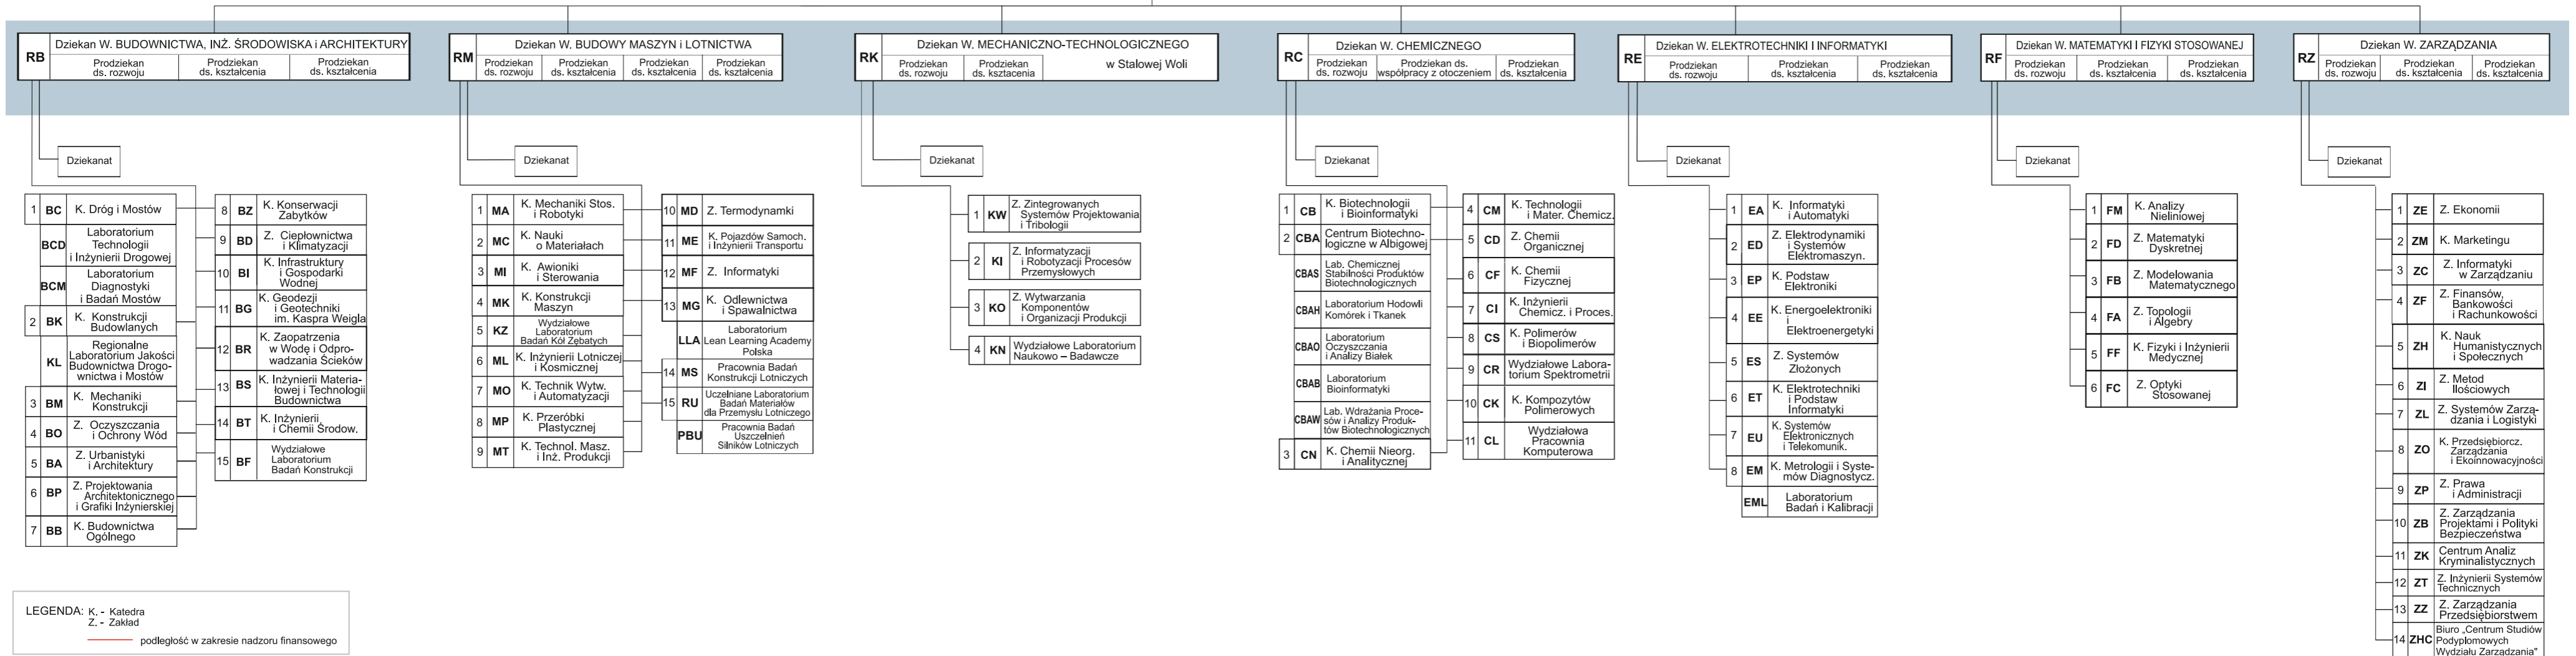 RB
Dziekan W. BUDOWNICTWA, INŻ. ŚRODOWISKA i ARCHITEKTURY
Prodziekan
ds. rozwoju
Prodziekan
ds. kształcenia
Prodziekan
ds. kształcenia
Dziekanat
1 BC K. Dróg i Mostów
BCD Laboratorium
Technologii
i Inżynierii Drogowej
BCM Laboratorium
Diagnostyki
i Badań Mostów
2 BK K. Konstrukcji
Budowlanych
KL Regionalne
Laboratorium Jakości
Budownictwa Drogo-
wnictwa i Mostów
3 BM K. Mechaniki
Konstrukcji
4 BO Z. Oczyszczania
i Ochrony Wód
5 BA Z. Urbanistyki
i Architektury
6 BP Z. Projektowania
Architektonicznego
i Grafiki Inżynierskiej
7 BB K. Budownictwa
Ogólnego
8 BZ K. Konserwacji
Zabytków
9 BD Z. Ciepłownictwa
i Klimatyzacji
10 BI K. Infrastruktury
i Gospodarki
Wodnej
11 BG K. Geodezji
i Geotechniki
im. Kaspra Weigla
12 BR K. Zaopatrzenia
w Wodę i Odpro-
wadzania Ścieków
13 BS K. Inżynierii Materia-
łowej i Technologii
Budownictwa
14 BT K. Inżynierii
i Chemii Środow.
15 BF Wydziałowe
Laboratorium
Badań Konstrukcji
RM
Dziekan W. BUDOWY MASZYN i LOTNICTWA
Prodziekan
ds. rozwoju
Prodziekan
ds. kształcenia
Prodziekan
ds. kształcenia
Prodziekan
ds. kształcenia
Dziekanat
1 MA K. Mechaniki Stos.
i Robotyki
2 MC K. Nauki
o Materiałach
3 MI K. Awioniki
i Sterowania
4 MK K. Konstrukcji
Maszyn
5 KZ Wydziałowe
Laboratorium
Badań Kół Zębatych
6 ML K. Inżynierii Lotniczej
i Kosmicznej
7 MO K. Technik Wytw.
i Automatyzacji
8 MP K. Przeróbki
Plastycznej
9 MT K. Technol. Masz.
i Inż. Produkcji
10 MD Z. Termodynamki
11 ME K. Pojazdów Samoch.
i Inżynierii Transportu
12 MF Z. Informatyki
13 MG K. Odlewnictwa
i Spawalnictwa
LLA Laboratorium
Lean Learning Academy
Polska
14 MS Pracownia Badań
Konstrukcji Lotniczych
15 RU Uczelniane Laboratorium
Badań Materiałów
dla Przemysłu Lotniczego
PBU Pracownia Badań
Uszczelnień
Silników Lotniczych
RK
Dziekan W. MECHANICZNO-TECHNOLOGICZNEGO
Prodziekan
ds. rozwoju
Prodziekan
ds. kstacenia
w Stalowej Woli
Dziekanat
1 KW Z. Zintegrowanych
Systemów Projektowania
i Tribologii
2 KI Z. Informatyzacji
i Robotyzacji Procesów
Przemysłowych
3 KO Z. Wytwarzania
Komponentów
i Organizacji Produkcji
4 KN Wydziałowe Laboratorium
Naukowo – Badawcze
RC
Dziekan W. CHEMICZNEGO
Prodziekan
ds. rozwoju
Prodziekan ds.
współpracy z otoczeniem
Prodziekan
ds. kształcenia
Dziekanat
1 CB K. Biotechnologii
i Bioinformatyki
2 CBA Centrum Biotechno-
logiczne w Albigowej
CBAS Lab. Chemicznej
Stabilności Produktów
Biotechnologicznych
CBAH Laboratorium Hodowli
Komórek i Tkanek
CBAO Laboratorium
Oczyszczania
i Analizy Białek
CBAB Laboratorium
Bioinformatyki
CBAW Lab. Wdrażania Proce-
sów i Analizy Produk-
tów Biotechnologicznych
3 CN K. Chemii Nieorg.
i Analitycznej
4 CM K. Technologii
i Mater. Chemicz.
5 CD Z. Chemii
Organicznej
6 CF K. Chemii
Fizycznej
7 CI K. Inżynierii
Chemicz. i Proces.
8 CS K. Polimerów
i Biopolimerów
9 CR Wydziałowe Labora-
torium Spektrometrii
10 CK K. Kompozytów
Polimerowych
11 CL Wydziałowa
Pracownia
Komputerowa
RE
Dziekan W. ELEKTROTECHNIKI I INFORMATYKI
Prodziekan
ds. rozwoju
Prodziekan
ds. kształcenia
Prodziekan
ds. kształcenia
Dziekanat
1 EA K. Informatyki
i Automatyki
2 ED Z. Elektrodynamiki
i Systemów
Elektromaszyn.
3 EP K. Podstaw
Elektroniki
4 EE K. Energoelektroniki
i
Elektroenergetyki
5 ES Z. Systemów
Złożonych
6 ET K. Elektrotechniki
i Podstaw
Informatyki
7 EU K. Systemów
Elektronicznych
i Telekomunik.
8 EM K. Metrologii i Syste-
mów Diagnostycz.
EML Laboratorium
Badań i Kalibracji
RF
Dziekan W. MATEMATYKI I FIZYKI STOSOWANEJ
Prodziekan
ds. rozwoju
Prodziekan
ds. kształcenia
Prodziekan
ds. kształcenia
Dziekanat
1 FM K. Analizy
Nieliniowej
2 FD Z. Matematyki
Dyskretnej
3 FB Z. Modelowania
Matematycznego
4 FA Z. Topologii
i Algebry
5 FF K. Fizyki i Inżynierii
Medycznej
6 FC Z. Optyki
Stosowanej
RZ
Dziekan W. ZARZĄDZANIA
Prodziekan
ds. rozwoju
Prodziekan
ds. kształcenia
Prodziekan
ds. kształcenia
Dziekanat
1 ZE Z. Ekonomii
2 ZM K. Marketingu
3 ZC Z. Informatyki
w Zarządzaniu
4 ZF Z. Finansów,
Bankowości
i Rachunkowości
5 ZH K. Nauk
Humanistycznych
i Społecznych
6 ZI Z. Metod
Ilościowych
7 ZL Z. Systemów Zarzą-
dzania i Logistyki
8 ZO K. Przedsiębiorcz.
Zarządzania
i Ekoinnowacyjności
9 ZP Z. Prawa
i Administracji
10 ZB Z. Zarządzania
Projektami i Polityki
Bezpieczeństwa
11 ZK Centrum Analiz
Kryminalistycznych
12 ZT Z. Inżynierii Systemów
Technicznych
13 ZZ Z. Zarządzania
Przedsiębiorstwem
14 ZHC Biuro „Centrum Studiów
Podyplomowych
Wydziału Zarządzania"
LEGENDA: K. - Katedra
Z. - Zakład
podległość w zakresie nadzoru finansowego